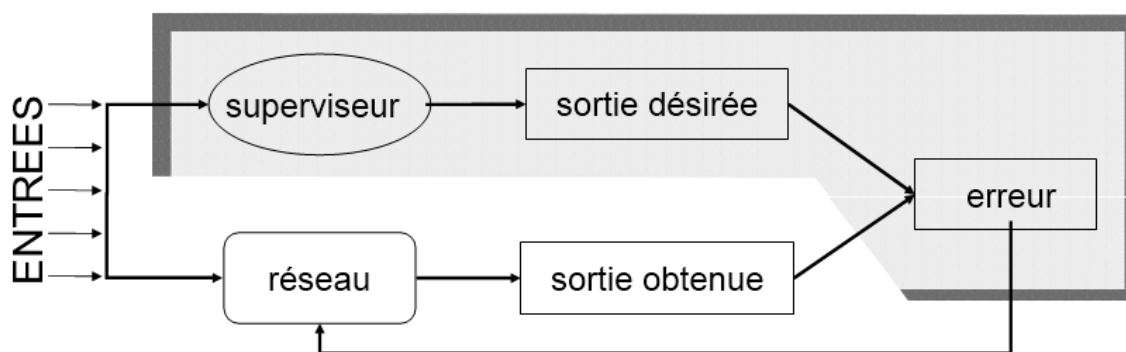 ENTREES
superviseur
sortie désirée
erreur
réseau
sortie obtenue